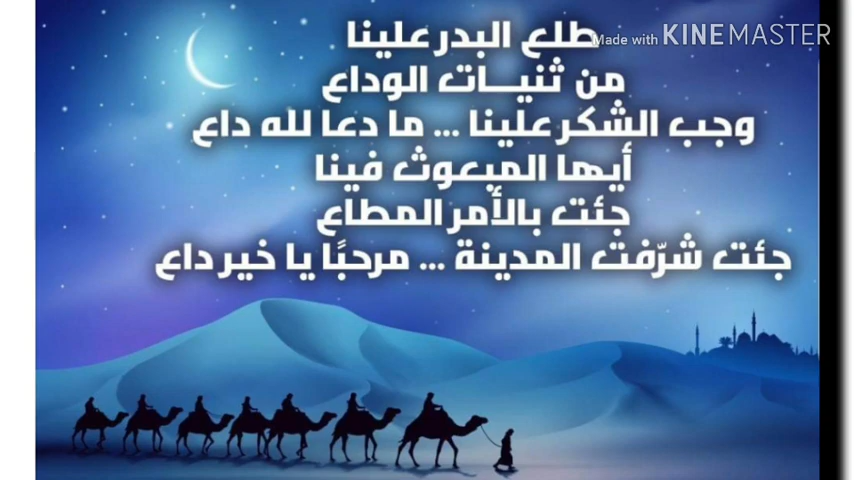 طلع البدر علينا
Made with KINEMASTER
من ثنيات الوداع
وجب الشكر علينا ... ما دعا لله داع
أيها المبعوث فينا
جئت بالأمر المطاع
جئت شرّفت المدينة ... مرحبًا يا خير داع